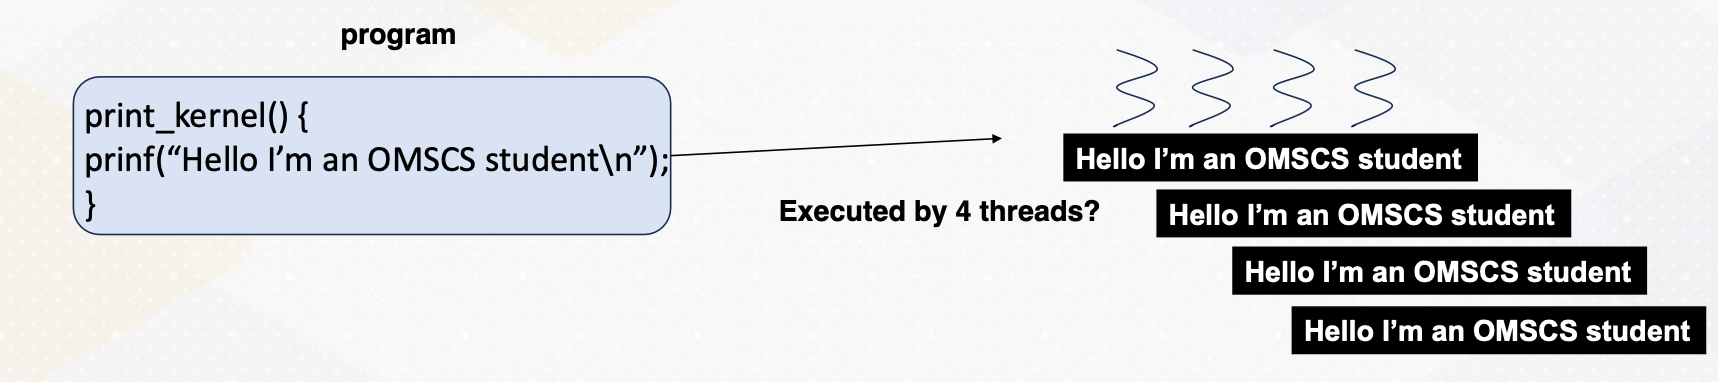 program
print_kernel() {
prinf(“Hello I’m an OMSCS student\n”);
}
Executed by 4 threads?
Hello I’m an OMSCS student
Hello I’m an OMSCS student
Hello I’m an OMSCS student
Hello I’m an OMSCS student